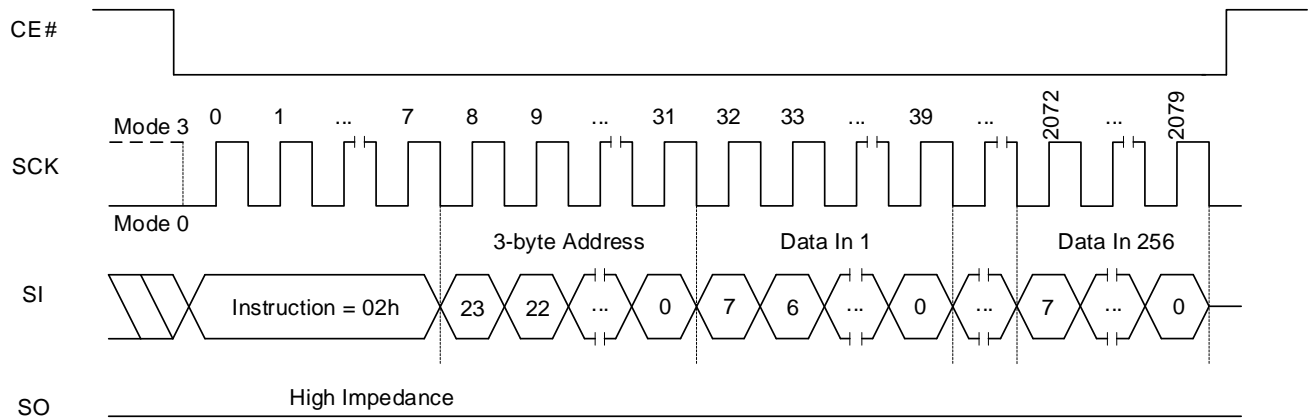 CE#
0 1 ... 7 8 9 ... 31 32 33 ... 39 ... 2072 ... 2079
Mode 3
SCK
Mode 0
3-byte Address Data In 1 Data In 256
SI
Instruction = 02h 23 22 ... 0 7 6 ... 0 ... 7 ... 0
High Impedance
SO